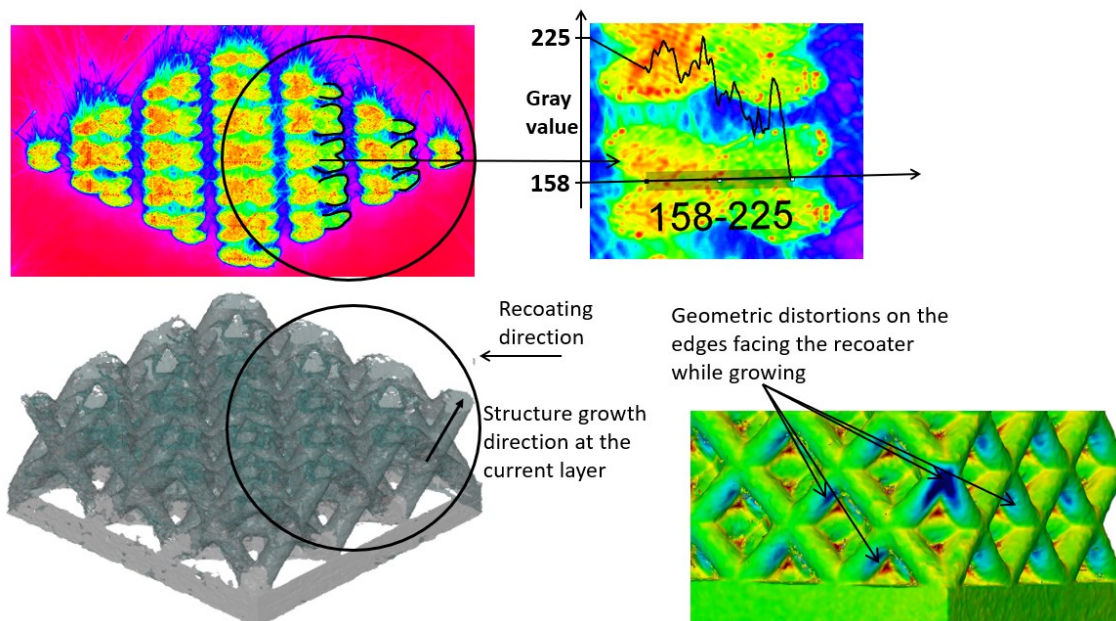 225
Gray
value
158
158-225
Recoating
direction
Structure growth
direction at the
current layer
Geometric distortions on the
edges facing the recoater
while growing